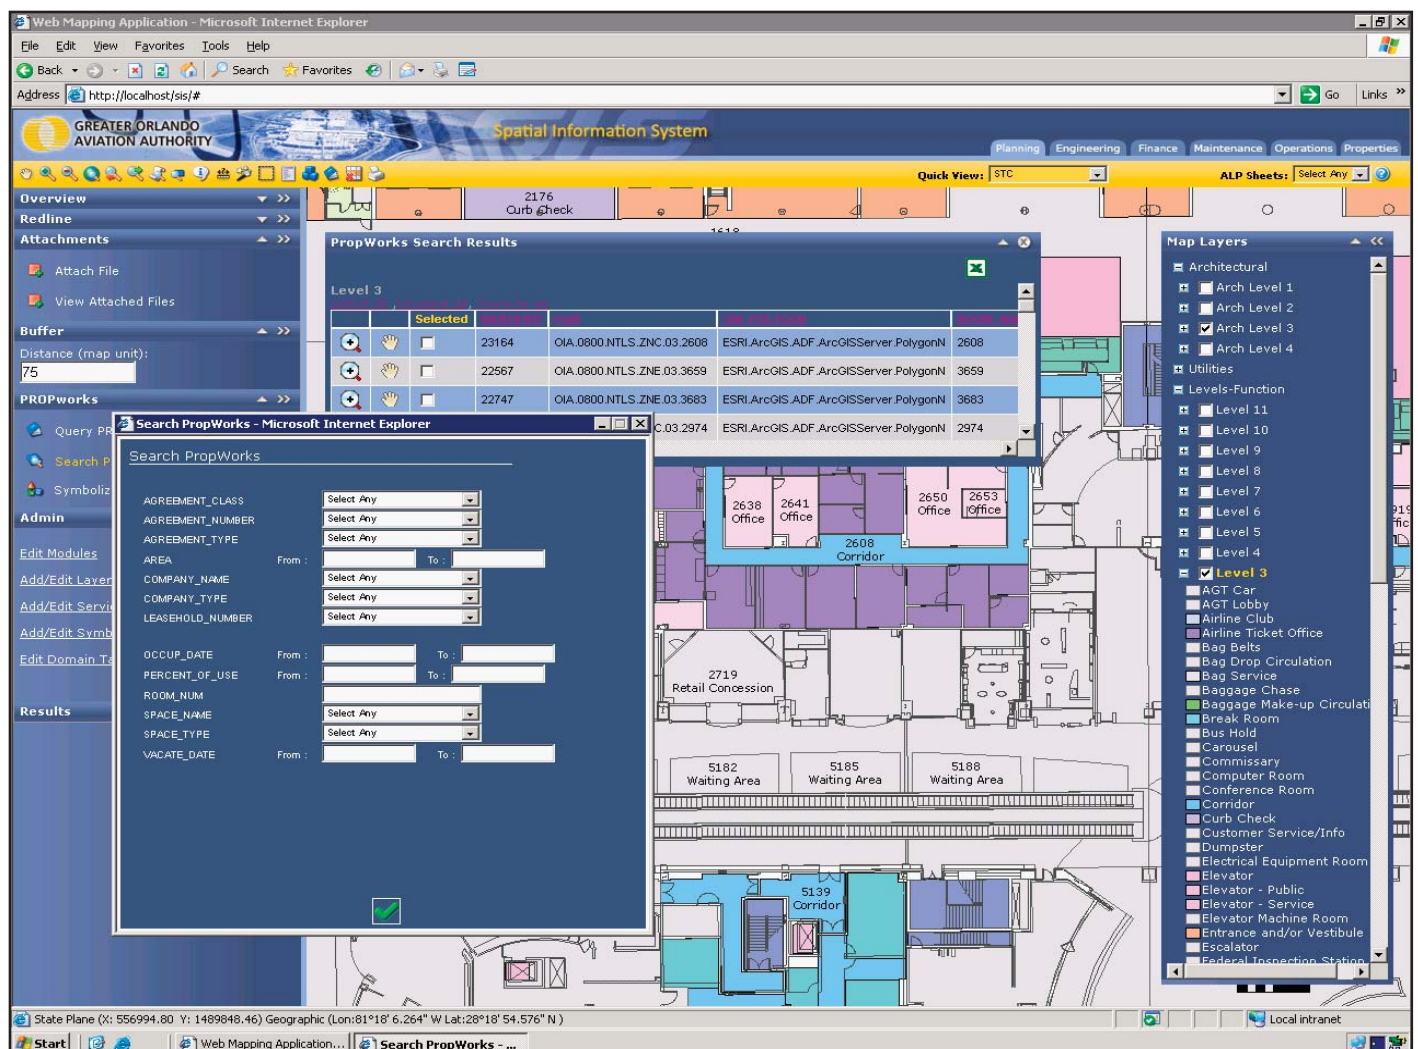 Web Mapping Application - Microsoft Internet Explorer
File Edit View Favorites Tools Help
Back Search Favorites
Address http://localhost/sis/# Go Links »
GREATER ORLANDO
AVIATION AUTHORITY
Spatial Information System
Planning Engineering Finance Maintenance Operations Properties
Quick View: STC ALP Sheets: Select Any
Overview
Redline
Attachments
Attach File
View Attached Files
Buffer
Distance (map unit):
75
PROPworks
Query PR
Search P
Symboliz
Admin
Edit Modules
Add/Edit Layer
Add/Edit Servi
Add/Edit Symb
Edit Domain Ta
Results
2176
Curb Check
PropWorks Search Results
Level 3
Selected
23164 OIA.0800.NTLS.ZNC.03.2608 ESRI.ArcGIS.ADF.ArcGISServer.PolygonN 2608
22567 OIA.0800.NTLS.ZNE.03.3659 ESRI.ArcGIS.ADF.ArcGISServer.PolygonN 3659
22747 OIA.0800.NTLS.ZNE.03.3683 ESRI.ArcGIS.ADF.ArcGISServer.PolygonN 3683
C.03.2974 ESRI.ArcGIS.ADF.ArcGISServer.PolygonN 2974
Search PropWorks - Microsoft Internet Explorer
Search PropWorks
AGREEMENT_CLASS Select Any
AGREEMENT_NUMBER Select Any
AGREEMENT_TYPE Select Any
AREA From : To :
COMPANY_NAME Select Any
COMPANY_TYPE Select Any
LEASEHOLD_NUMBER Select Any
OCCUP_DATE From : To :
PERCENT_OF_USE From : To :
ROOM_NUM
SPACE_NAME Select Any
SPACE_TYPE Select Any
VACATE_DATE From : To :
2638
Office
2641
Office
2650
Office
2653
Office
2608
Corridor
2719
Retail Concession
5182
Waiting Area
5185
Waiting Area
5188
Waiting Area
5139
Corridor
Map Layers
Architectural
Arch Level 1
Arch Level 2
Arch Level 3
Arch Level 4
Utilities
Levels-Function
Level 11
Level 10
Level 9
Level 8
Level 7
Level 6
Level 5
Level 4
Level 3
AGT Car
AGT Lobby
Airline Club
Airline Ticket Office
Bag Belts
Bag Drop Circulation
Bag Service
Baggage Chase
Baggage Make-up Circulati
Break Room
Bus Hold
Carousel
Commissary
Computer Room
Conference Room
Corridor
Curb Check
Customer Service/Info
Dumpster
Electrical Equipment Room
Elevator
Elevator - Public
Elevator - Service
Elevator Machine Room
Entrance and/or Vestibule
Escalator
Federal Inspection Station
State Plane (X: 556994.80 Y: 1489848.46) Geographic (Lon:81°18' 6.264" W Lat:28°18' 54.576" N )
Local intranet
Start Web Mapping Application... Search PropWorks - ...